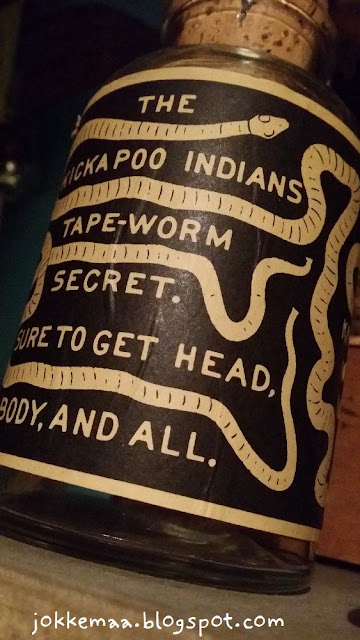 THE
KICKAPOO INDIANS
TAPE-WORM
SECRET.
SURE TO GET HEAD,
BODY, AND ALL.
jokkemaa.blogspot.com